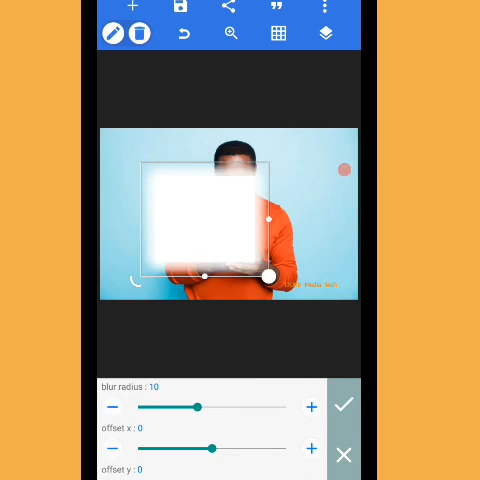 blur radius : 10
offset x : 0
offset y : 0